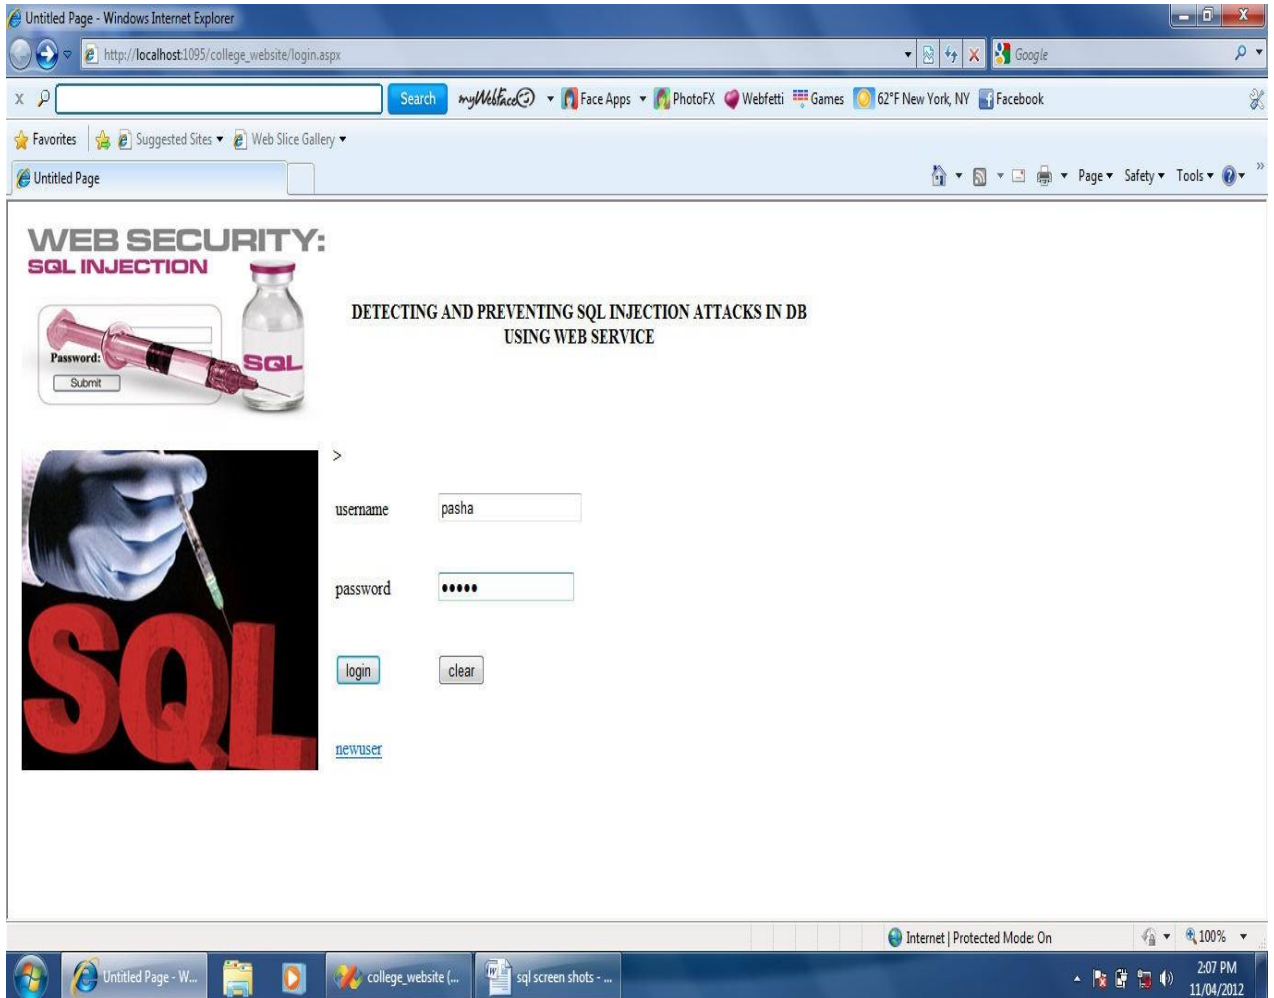 Untitled Page - Windows Internet Explorer
http://localhost:1095/college_website/login.aspx
Google
x Search myWebface Face Apps PhotoFX Webfetti Games 62°F New York, NY Facebook
Favorites Suggested Sites Web Slice Gallery
Untitled Page
Page Safety Tools
WEB SECURITY:
SQL INJECTION
Password:
Submit
SQL
DETECTING AND PREVENTING SQL INJECTION ATTACKS IN DB
USING WEB SERVICE
>
username pasha
password •••••
login clear
newuser
SQL
Internet | Protected Mode: On 100%
Untitled Page - W... college_website (... sql screen shots - ...
2:07 PM
11/04/2012